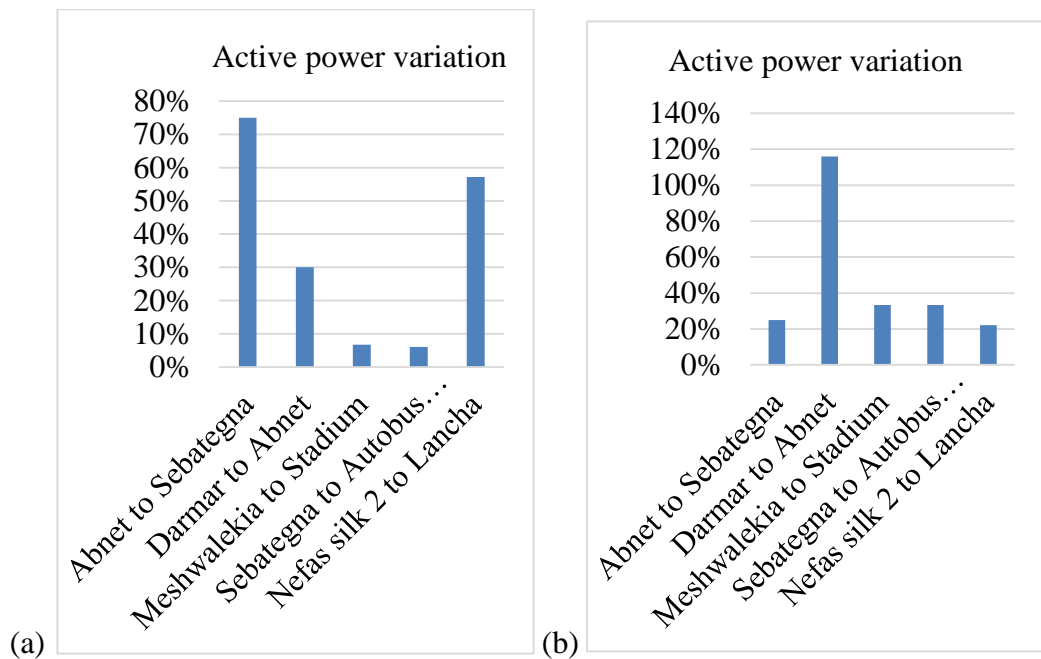 Active power variation
80%
70%
60%
50%
40%
30%
20%
10%
0%
Abnet to Sebategna
Darmar to Abnet
Meshwalekia to Stadium
Sebategna to Autobus…
Nefas silk 2 to Lancha
(a)
Active power variation
140%
120%
100%
80%
60%
40%
20%
0%
Abnet to Sebategna
Darmar to Abnet
Meshwalekia to Stadium
Sebategna to Autobus…
Nefas silk 2 to Lancha
(b)